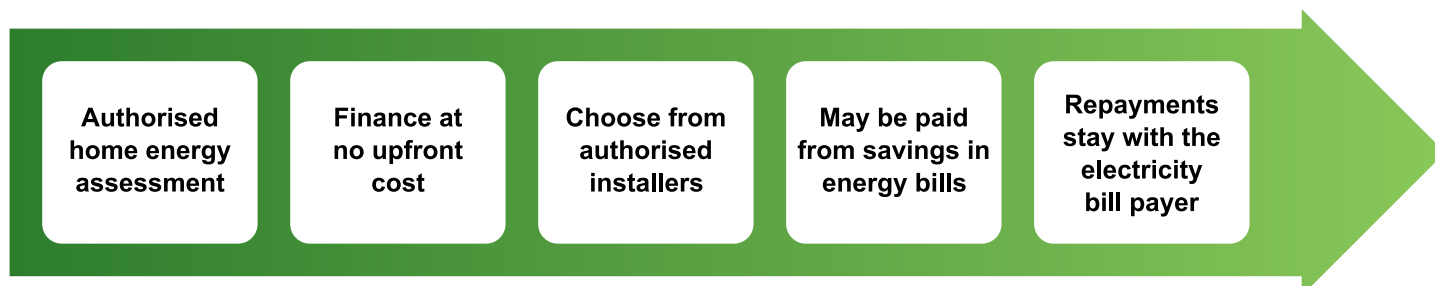 Authorised
home energy
assessment
Finance at
no upfront
cost
Choose from
authorised
installers
May be paid
from savings in
energy bills
Repayments
stay with the
electricity
bill payer